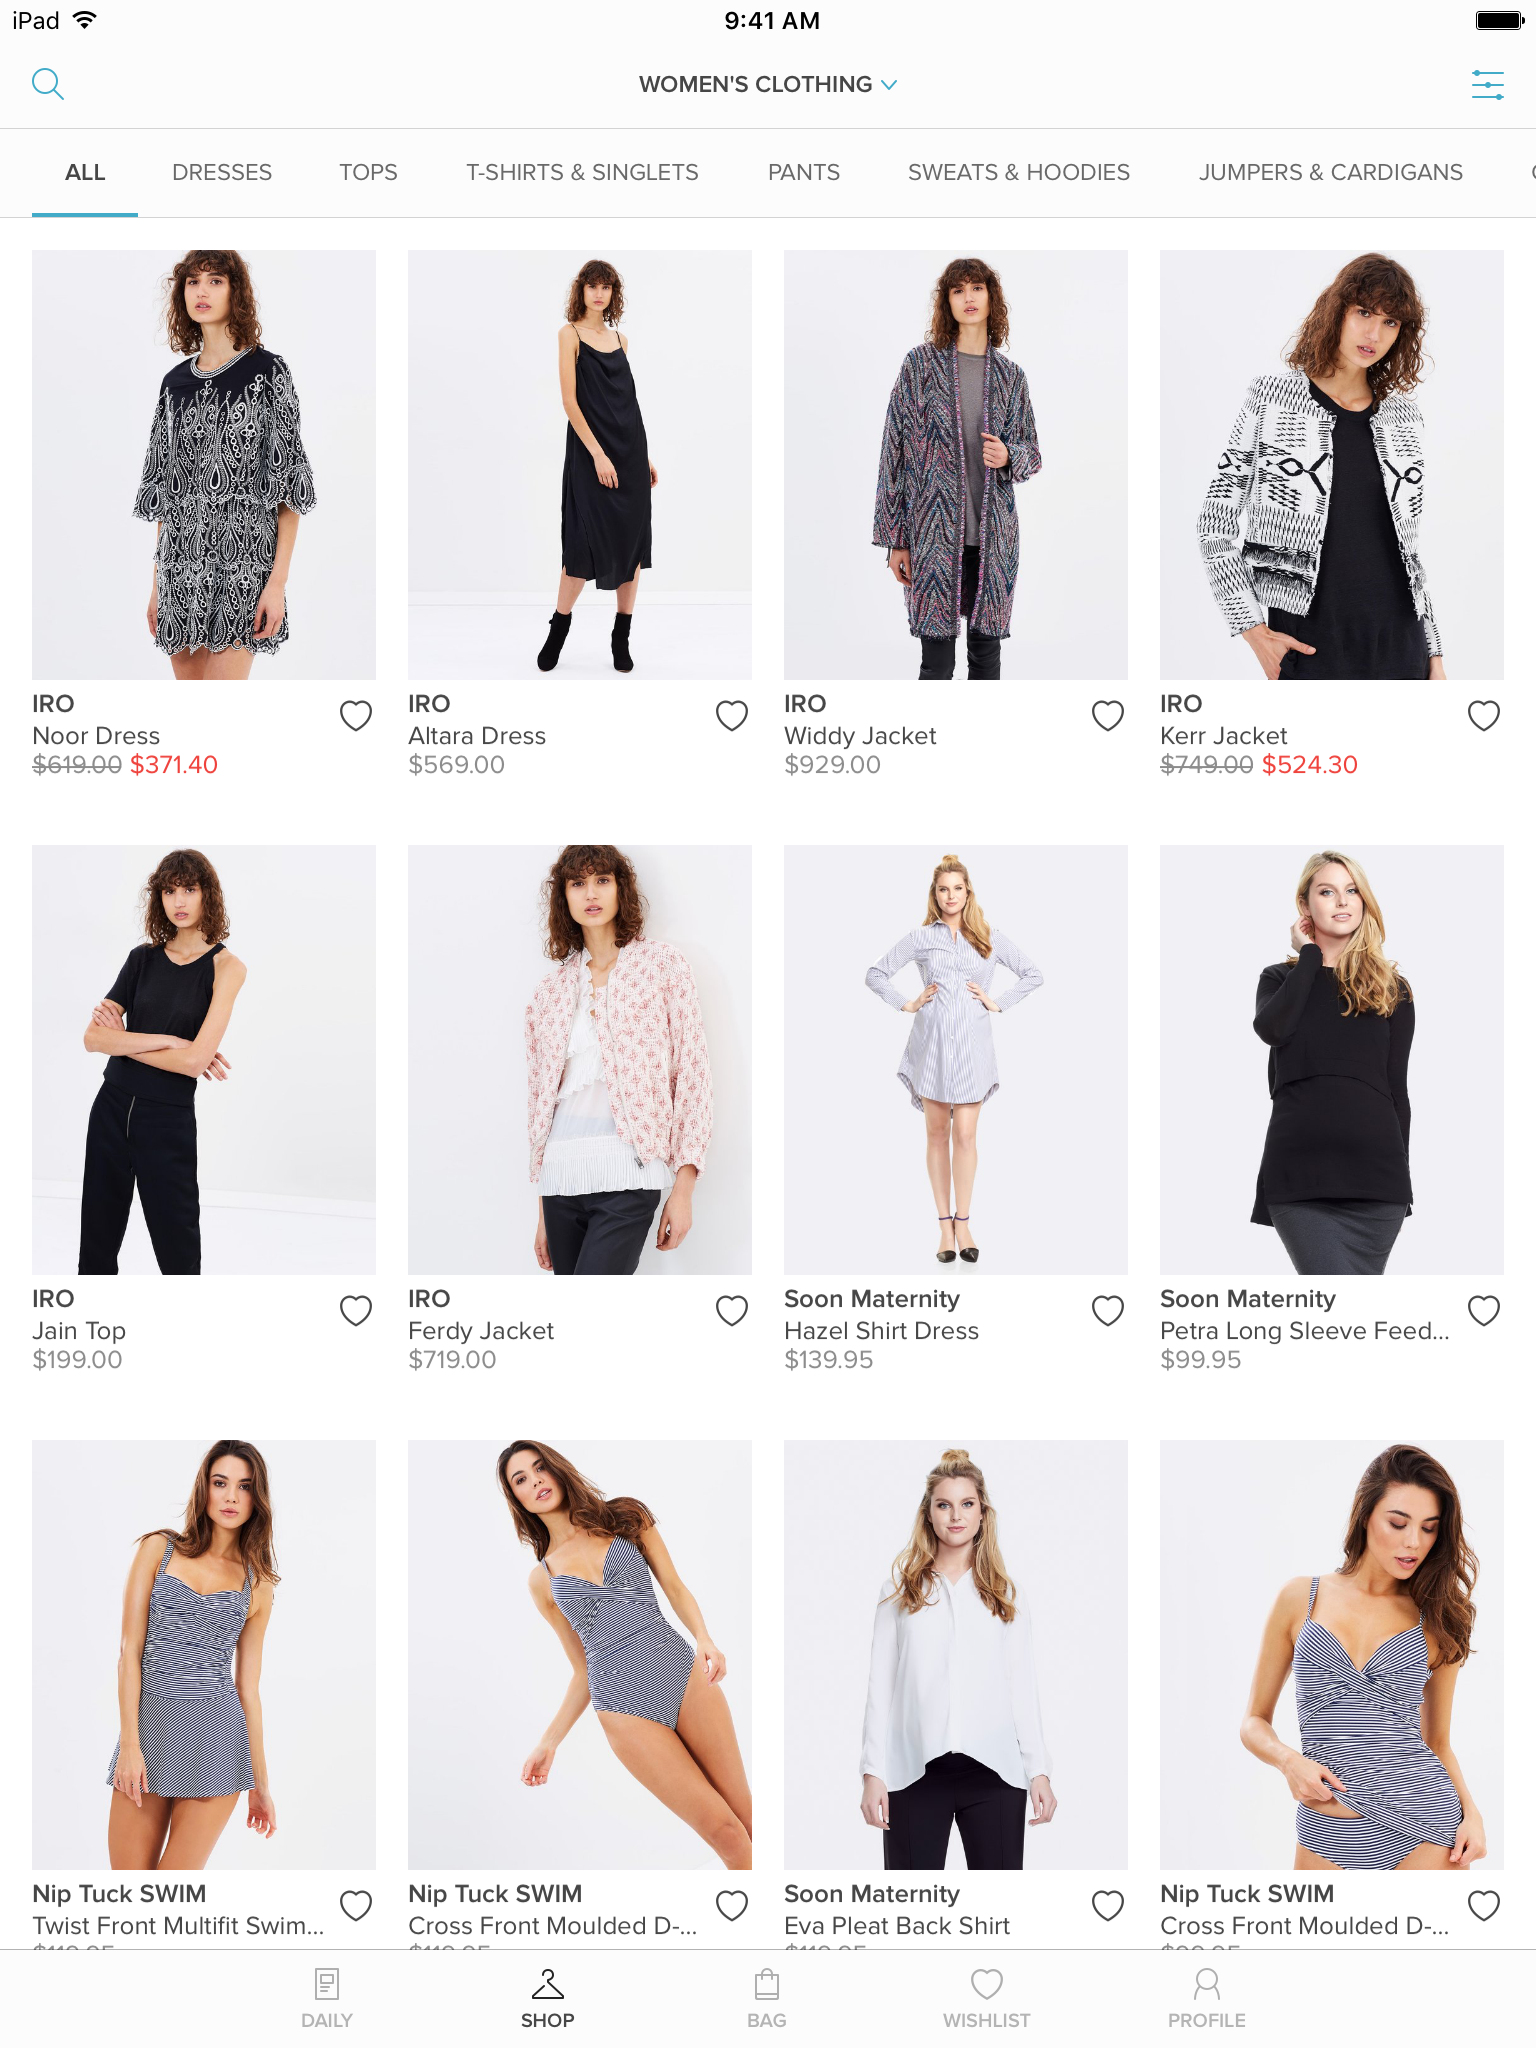 iPad 9:41 AM
WOMEN'S CLOTHING
ALL DRESSES TOPS T-SHIRTS & SINGLETS PANTS SWEATS & HOODIES JUMPERS & CARDIGANS
IRO
Noor Dress
$619.00 $371.40
IRO
Altara Dress
$569.00
IRO
Widdy Jacket
$929.00
IRO
Kerr Jacket
$749.00 $524.30
IRO
Jain Top
$199.00
IRO
Ferdy Jacket
$719.00
Soon Maternity
Hazel Shirt Dress
$139.95
Soon Maternity
Petra Long Sleeve Feed...
$99.95
Nip Tuck SWIM
Twist Front Multifit Swim...
Nip Tuck SWIM
Cross Front Moulded D-...
Soon Maternity
Eva Pleat Back Shirt
Nip Tuck SWIM
Cross Front Moulded D-...
DAILY SHOP BAG WISHLIST PROFILE